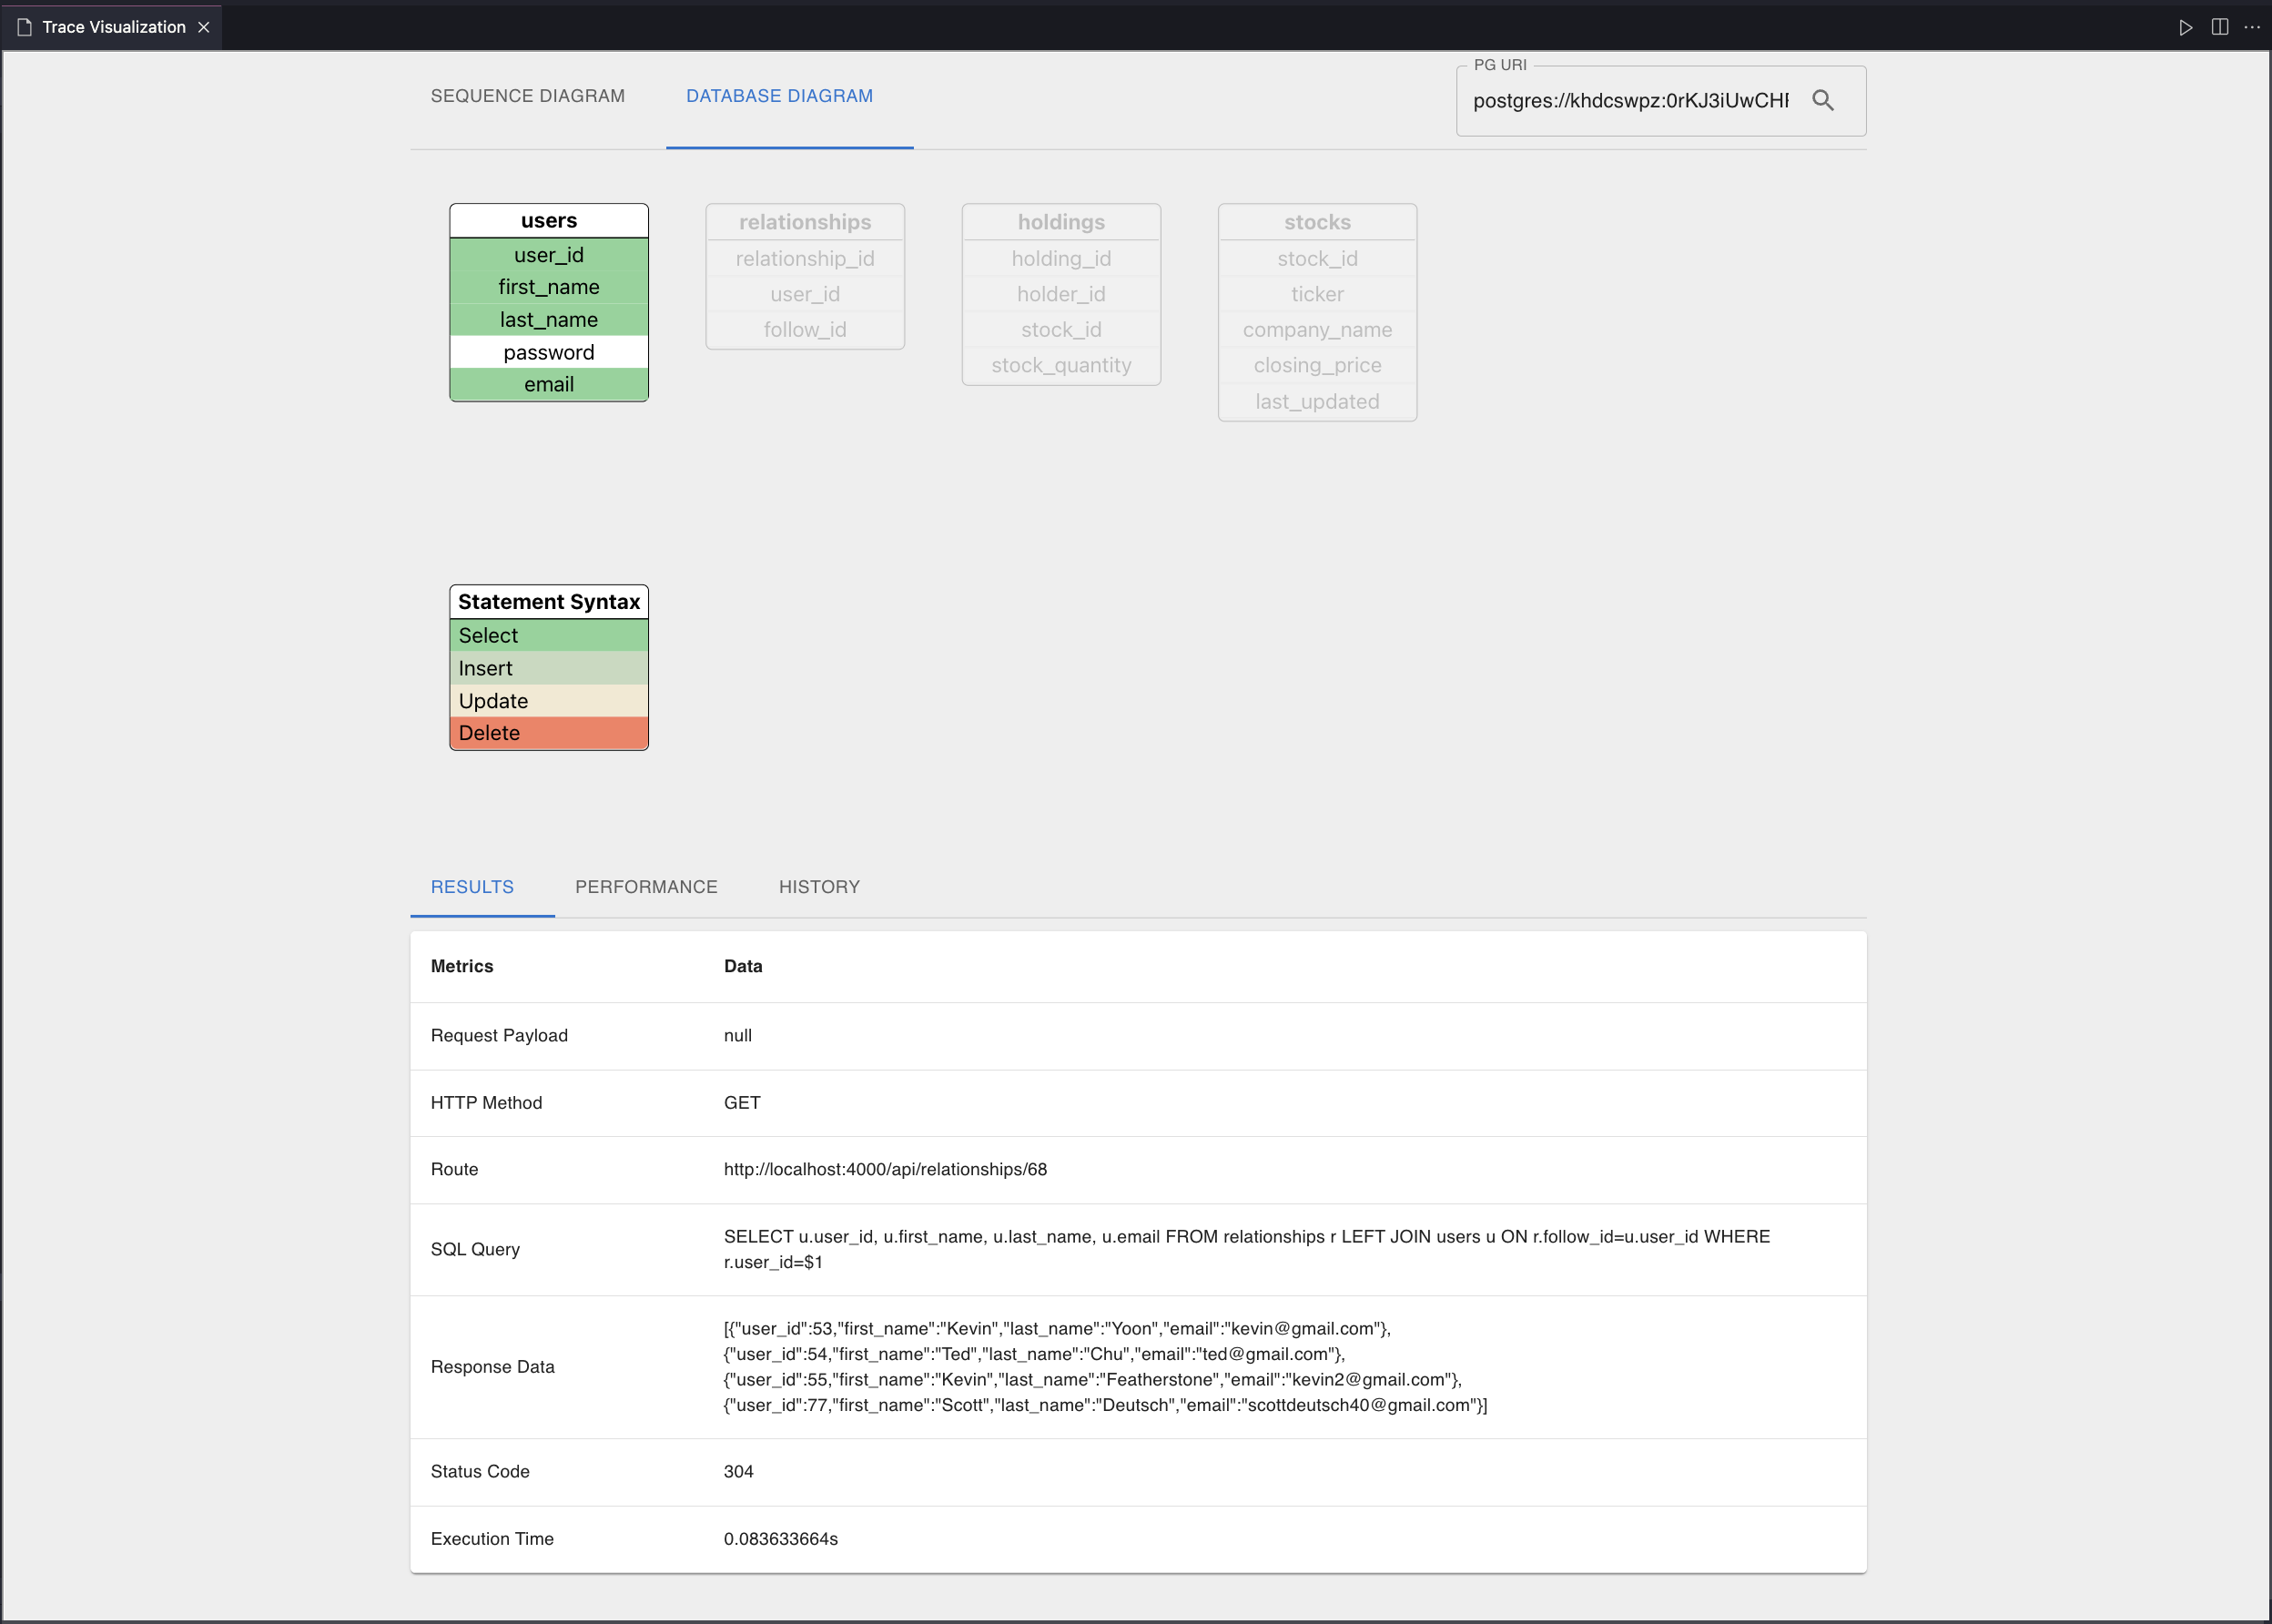 Trace Visualization
SEQUENCE DIAGRAM
DATABASE DIAGRAM
PG URI
postgres://khdcswpz:0rKJ3iUwCHF
users
user_id
first_name
last_name
password
email
relationships
relationship_id
user_id
follow_id
holdings
holding_id
holder_id
stock_id
stock_quantity
stocks
stock_id
ticker
company_name
closing_price
last_updated
Statement Syntax
Select
Insert
Update
Delete
RESULTS
PERFORMANCE
HISTORY
Metrics Data
Request Payload null
HTTP Method GET
Route http://localhost:4000/api/relationships/68
SQL Query
SELECT u.user_id, u.first_name, u.last_name, u.email FROM relationships r LEFT JOIN users u ON r.follow_id=u.user_id WHERE
r.user_id=$1
Response Data
[{"user_id":53,"first_name":"Kevin","last_name":"Yoon","email":"kevin@gmail.com"},
{"user_id":54,"first_name":"Ted","last_name":"Chu","email":"ted@gmail.com"},
{"user_id":55,"first_name":"Kevin","last_name":"Featherstone","email":"kevin2@gmail.com"},
{"user_id":77,"first_name":"Scott","last_name":"Deutsch","email":"scottdeutsch40@gmail.com"}]
Status Code 304
Execution Time 0.083633664s